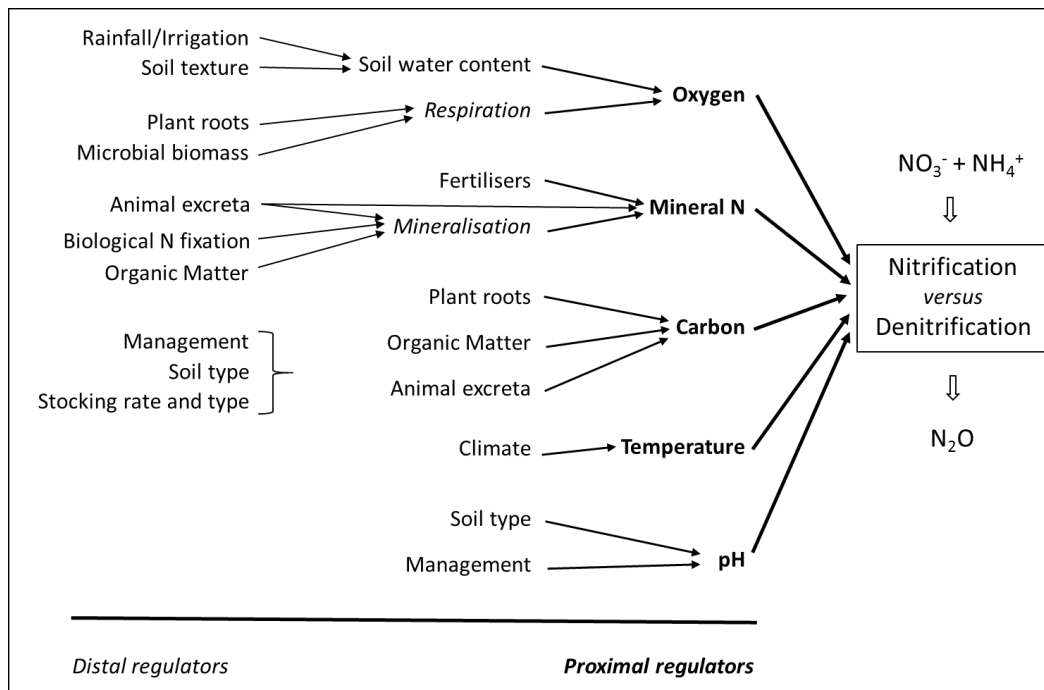 Rainfall/Irrigation
Soil texture
Soil water content
Oxygen
Respiration
Plant roots
Microbial biomass
NO₃⁻ + NH₄⁺
Fertilisers
Animal excreta
Mineral N
Mineralisation
Biological N fixation
Organic Matter
Nitrification
versus
Denitrification
Plant roots
Carbon
Organic Matter
Animal excreta
Management
Soil type
Stocking rate and type
N₂O
Climate
Temperature
Soil type
pH
Management
Distal regulators
Proximal regulators